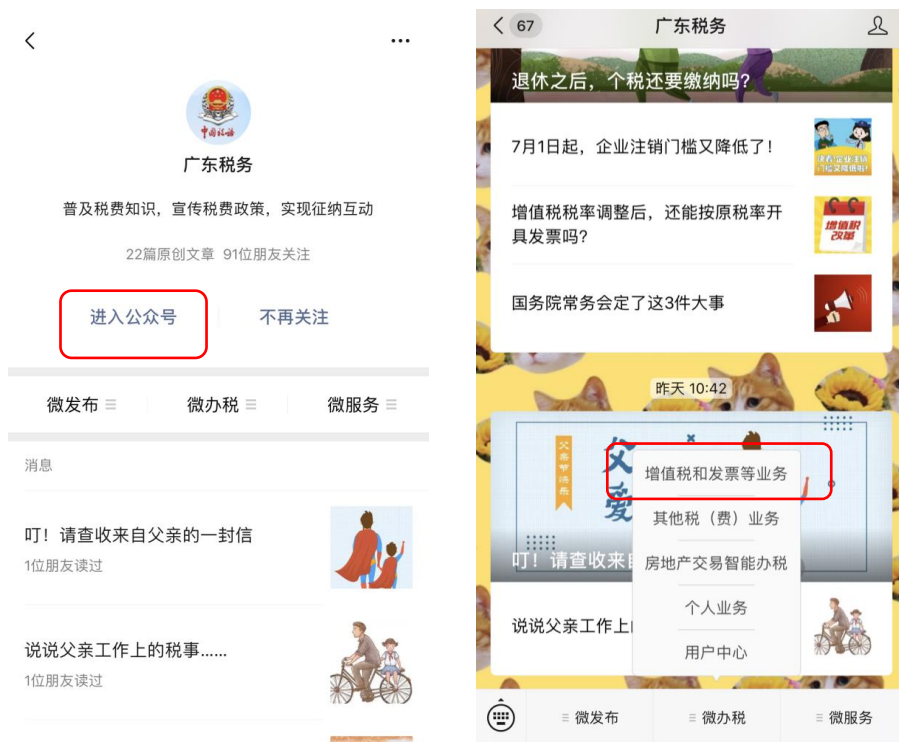 中国税务
广东税务
普及税费知识，宣传税费政策，实现征纳互动
22篇原创文章 91位朋友关注
进入公众号
不再关注
微发布
微办税
微服务
消息
叮！请查收来自父亲的一封信
1位朋友读过
说说父亲工作上的税事......
1位朋友读过
67
广东税务
退休之后，个税还要缴纳吗?
7月1日起，企业注销门槛又降低了！
增值税税率调整后，还能按原税率开
具发票吗?
增值税
改革
国务院常务会定了这3件大事
昨天 10:42
父亲节快乐
父
爱
叮！请查收来
说说父亲工作上
增值税和发票等业务
其他税（费）业务
房地产交易智能办税
个人业务
用户中心
微发布
微办税
微服务